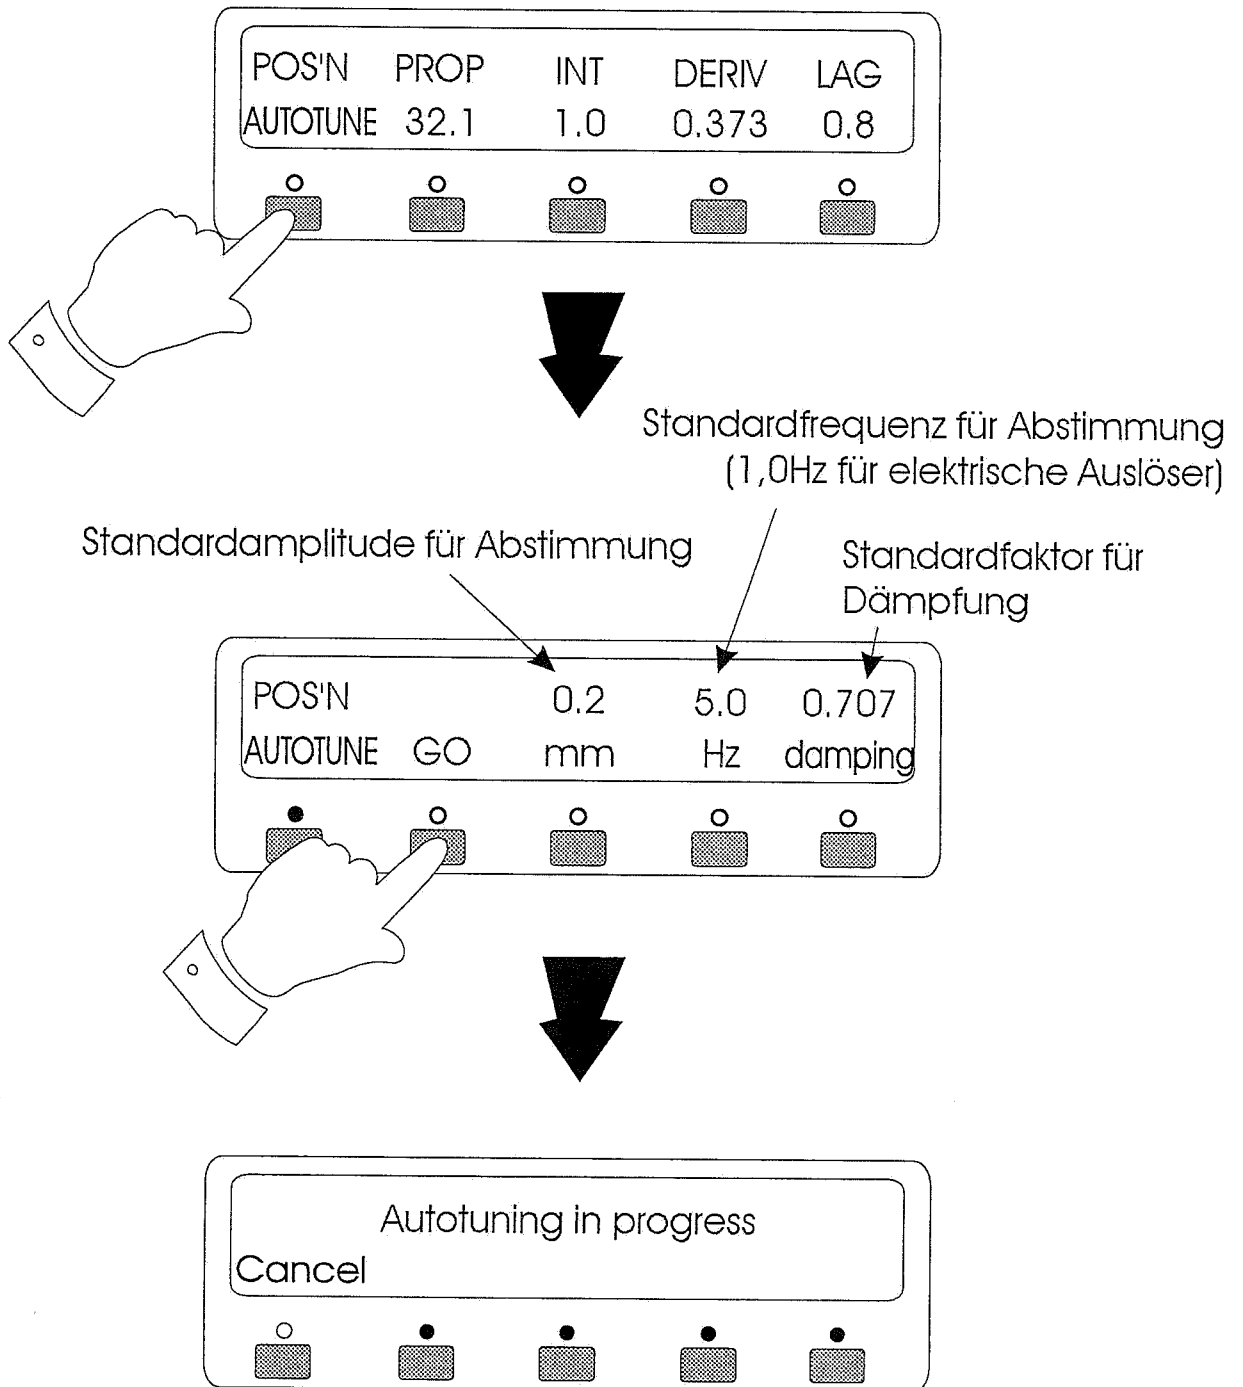 POS'N PROP INT DERIV LAG
AUTOTUNE 32.1 1.0 0.373 0.8
Standardfrequenz für Abstimmung
(1,0Hz für elektrische Auslöser)
Standardamplitude für Abstimmung
Standardfaktor für
Dämpfung
POS'N 0.2 5.0 0.707
AUTOTUNE GO mm Hz damping
Autotuning in progress
Cancel